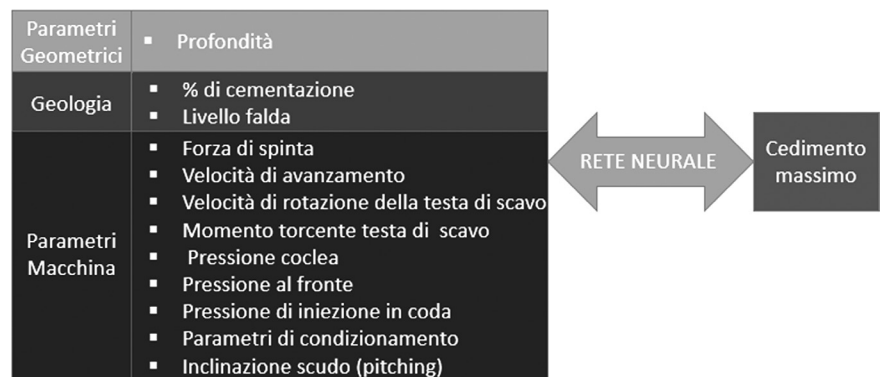 Parametri
Geometrici
▪ Profondità
Geologia
▪ % di cementazione
▪ Livello falda
Parametri
Macchina
▪ Forza di spinta
▪ Velocità di avanzamento
▪ Velocità di rotazione della testa di scavo
▪ Momento torcente testa di scavo
▪ Pressione coclea
▪ Pressione al fronte
▪ Pressione di iniezione in coda
▪ Parametri di condizionamento
▪ Inclinazione scudo (pitching)
RETE NEURALE
Cedimento
massimo